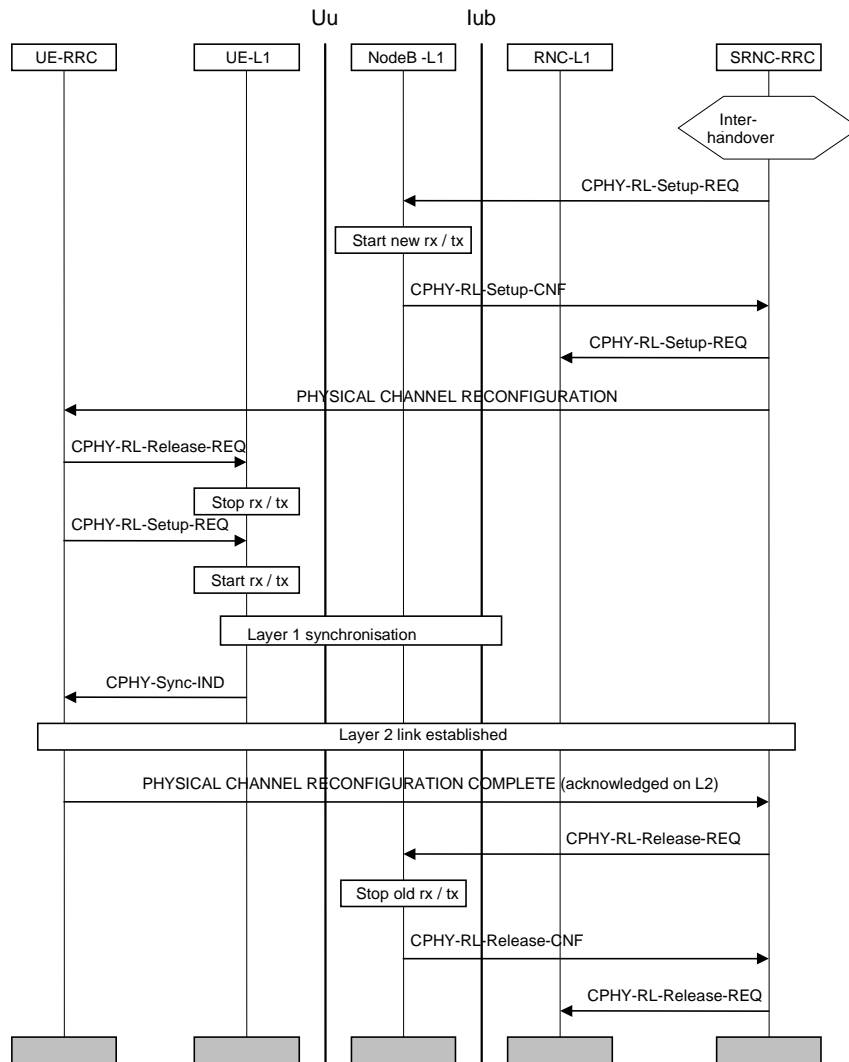 Uu
Iub
UE-RRC
UE-L1
NodeB -L1
RNC-L1
SRNC-RRC
Inter-
handover
CPHY-RL-Setup-REQ
Start new rx / tx
CPHY-RL-Setup-CNF
CPHY-RL-Setup-REQ
PHYSICAL CHANNEL RECONFIGURATION
CPHY-RL-Release-REQ
Stop rx / tx
CPHY-RL-Setup-REQ
Start rx / tx
Layer 1 synchronisation
CPHY-Sync-IND
Layer 2 link established
PHYSICAL CHANNEL RECONFIGURATION COMPLETE (acknowledged on L2)
CPHY-RL-Release-REQ
Stop old rx / tx
CPHY-RL-Release-CNF
CPHY-RL-Release-REQ